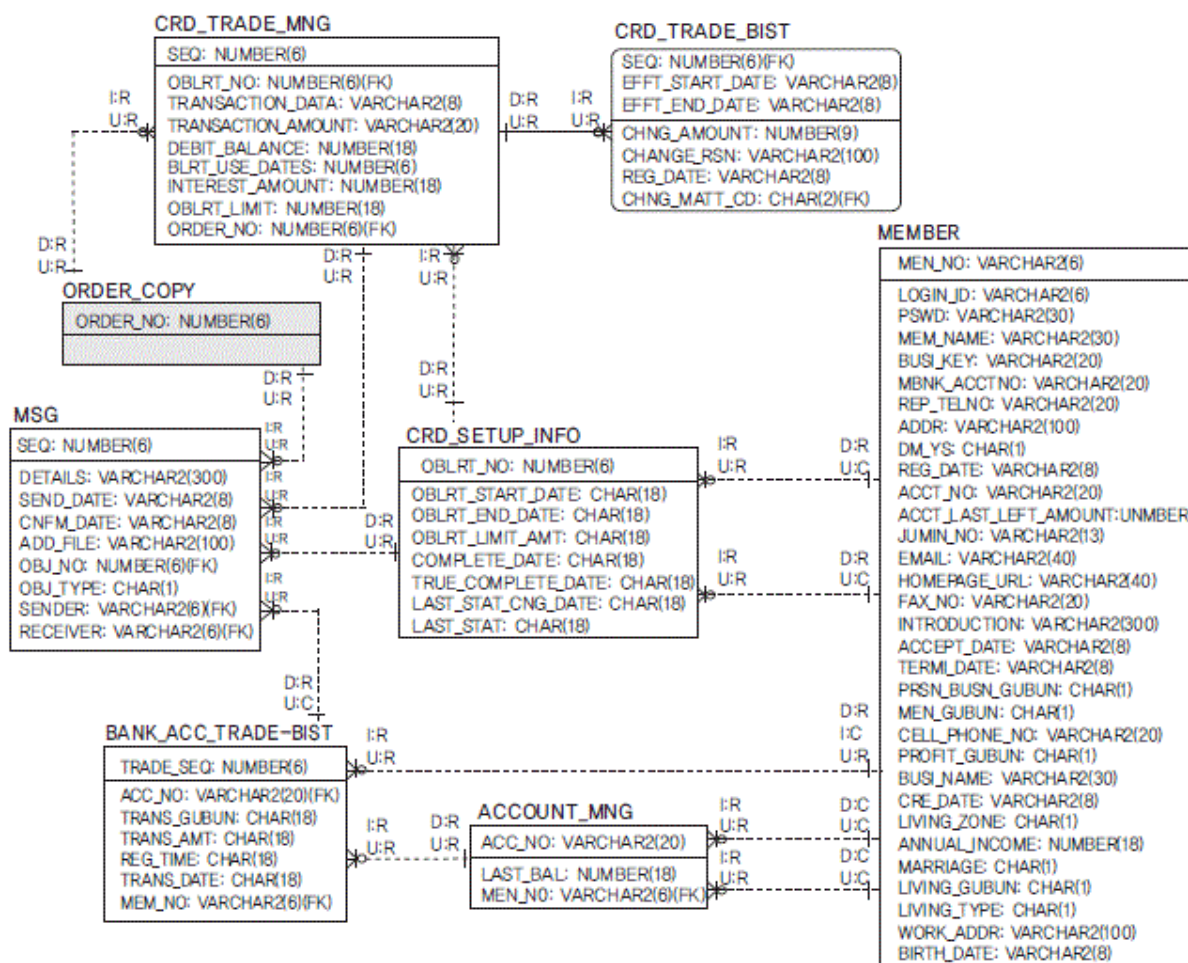 CRD_TRADE_MNG
SEQ: NUMBER(6)
OBLRT_NO: NUMBER(6)(FK)
TRANSACTION_DATA: VARCHAR2(8)
TRANSACTION_AMOUNT: VARCHAR2(20)
DEBIT_BALANCE: NUMBER(18)
BLRT_USE_DATES: NUMBER(6)
INTEREST_AMOUNT: NUMBER(18)
OBLRT_LIMIT: NUMBER(18)
ORDER_NO: NUMBER(6)(FK)
I:R
U:R
D:R
U:R
I:R
U:R
CRD_TRADE_BIST
SEQ: NUMBER(6)(FK)
EFFT_START_DATE: VARCHAR2(8)
EFFT_END_DATE: VARCHAR2(8)
CHNG_AMOUNT: NUMBER(9)
CHANGE_RSN: VARCHAR2(100)
REG_DATE: VARCHAR2(8)
CHNG_MATT_CD: CHAR(2)(FK)
D:R
U:R
D:R
U:R
I:R
U:R
ORDER_COPY
ORDER_NO: NUMBER(6)
D:R
U:R
D:R
U:R
MSG
SEQ: NUMBER(6)
DETAILS: VARCHAR2(300)
SEND_DATE: VARCHAR2(8)
CNFM_DATE: VARCHAR2(8)
ADD_FILE: VARCHAR2(100)
OBJ_NO: NUMBER(6)(FK)
OBJ_TYPE: CHAR(1)
SENDER: VARCHAR2(6)(FK)
RECEIVER: VARCHAR2(6)(FK)
I:R
U:R
I:R
U:R
I:R
U:R
I:R
U:R
D:R
U:R
D:R
U:C
CRD_SETUP_INFO
OBLRT_NO: NUMBER(6)
OBLRT_START_DATE: CHAR(18)
OBLRT_END_DATE: CHAR(18)
OBLRT_LIMIT_AMT: CHAR(18)
COMPLETE_DATE: CHAR(18)
TRUE_COMPLETE_DATE: CHAR(18)
LAST_STAT_CNG_DATE: CHAR(18)
LAST_STAT: CHAR(18)
I:R
U:R
D:R
U:C
I:R
U:R
D:R
U:C
BANK_ACC_TRADE-BIST
TRADE_SEQ: NUMBER(6)
ACC_NO: VARCHAR2(20)(FK)
TRANS_GUBUN: CHAR(18)
TRANS_AMT: CHAR(18)
REG_TIME: CHAR(18)
TRANS_DATE: CHAR(18)
MEM_NO: VARCHAR2(6)(FK)
I:R
U:R
D:R
I:C
U:R
I:R
U:R
D:R
U:R
ACCOUNT_MNG
ACC_NO: VARCHAR2(20)
LAST_BAL: NUMBER(18)
MEN_NO: VARCHAR2(6)(FK)
I:R
U:R
D:C
U:C
I:R
U:R
D:C
U:C
MEMBER
MEN_NO: VARCHAR2(6)
LOGIN_ID: VARCHAR2(6)
PSWD: VARCHAR2(30)
MEM_NAME: VARCHAR2(30)
BUSI_KEY: VARCHAR2(20)
MBNK_ACCTNO: VARCHAR2(20)
REP_TELNO: VARCHAR2(20)
ADDR: VARCHAR2(100)
DM_YS: CHAR(1)
REG_DATE: VARCHAR2(8)
ACCT_NO: VARCHAR2(20)
ACCT_LAST_LEFT_AMOUNT:UNMBER
JUMIN_NO: VARCHAR2(13)
EMAIL: VARCHAR2(40)
HOMEPAGE_URL: VARCHAR2(40)
FAX_NO: VARCHAR2(20)
INTRODUCTION: VARCHAR2(300)
ACCEPT_DATE: VARCHAR2(8)
TERMI_DATE: VARCHAR2(8)
PRSN_BUSN_GUBUN: CHAR(1)
MEN_GUBUN: CHAR(1)
CELL_PHONE_NO: VARCHAR2(20)
PROFIT_GUBUN: CHAR(1)
BUSI_NAME: VARCHAR2(30)
CRE_DATE: VARCHAR2(8)
LIVING_ZONE: CHAR(1)
ANNUAL_INCOME: NUMBER(18)
MARRIAGE: CHAR(1)
LIVING_GUBUN: CHAR(1)
LIVING_TYPE: CHAR(1)
WORK_ADDR: VARCHAR2(100)
BIRTH_DATE: VARCHAR2(8)